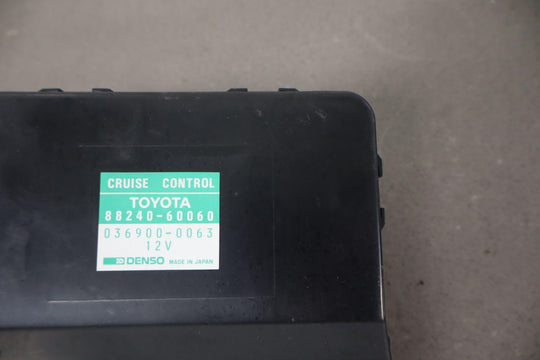 CRUISE CONTROL
TOYOTA
88240-60060
036900-0063
12V
DENSO MADE IN JAPAN